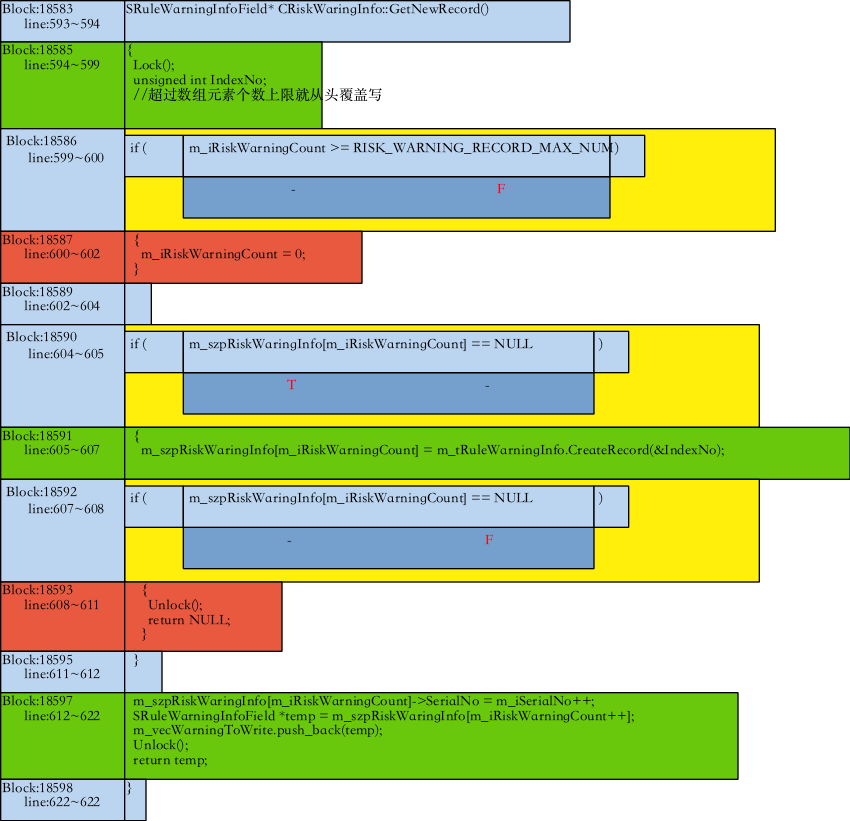 Block:18583
line:593~594
SRuleWarningInfoField* CRiskWaringInfo::GetNewRecord()
Block:18585
line:594~599
{
Lock();
unsigned int IndexNo;
//超过数组元素个数上限就从头覆盖写
Block:18586
line:599~600
if ( m_iRiskWarningCount >= RISK_WARNING_RECORD_MAX_NUM )
- F
Block:18587
line:600~602
{
m_iRiskWarningCount = 0;
}
Block:18589
line:602~604
Block:18590
line:604~605
if ( m_szpRiskWaringInfo[m_iRiskWarningCount] == NULL )
T -
Block:18591
line:605~607
{
m_szpRiskWaringInfo[m_iRiskWarningCount] = m_tRuleWarningInfo.CreateRecord(&IndexNo);
Block:18592
line:607~608
if ( m_szpRiskWaringInfo[m_iRiskWarningCount] == NULL )
- F
Block:18593
line:608~611
{
Unlock();
return NULL;
}
Block:18595
line:611~612
}
Block:18597
line:612~622
m_szpRiskWaringInfo[m_iRiskWarningCount]->SerialNo = m_iSerialNo++;
SRuleWarningInfoField *temp = m_szpRiskWaringInfo[m_iRiskWarningCount++];
m_vecWarningToWrite.push_back(temp);
Unlock();
return temp;
Block:18598
line:622~622
}